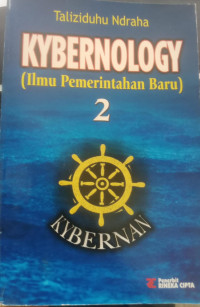 Taliziduhu Ndraha
KYBERNOLOGY
(Ilmu Pemerintahan Baru)
2
KYBERNAN
Penerbit
RINEKA CIPTA